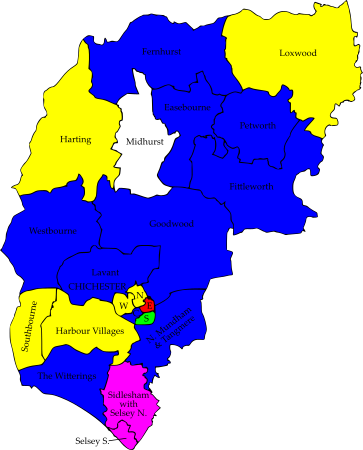 Fernhurst
Loxwood
Easebourne
Petworth
Harting
Midhurst
Fittleworth
Goodwood
Westbourne
Lavant
CHICHESTER
N
W
E
S
Southbourne
Harbour Villages
N. Mundham
& Tangmere
The Witterings
Sidlesham
with
Selsey N.
Selsey S.